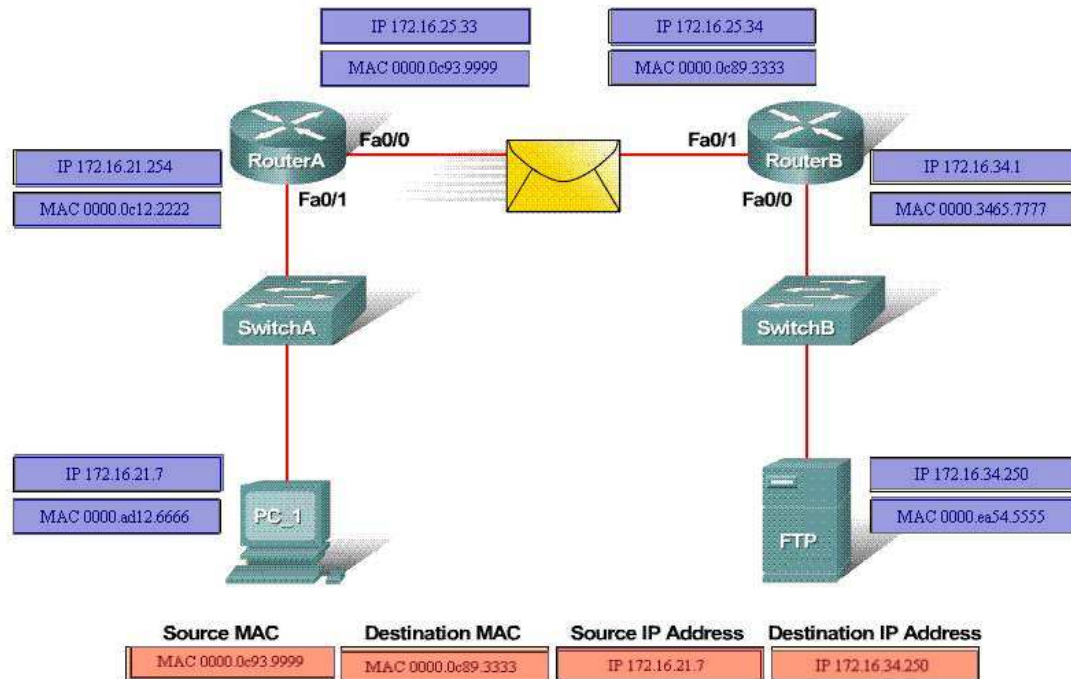 IP 172.16.25.33
IP 172.16.25.34
MAC 0000.0c93.9999
MAC 0000.0c89.3333
Fa0/0
Fa0/1
RouterA
RouterB
IP 172.16.21.254
IP 172.16.34.1
Fa0/1
Fa0/0
MAC 0000.0c12.2222
MAC 0000.3465.7777
SwitchA
SwitchB
IP 172.16.21.7
IP 172.16.34.250
MAC 0000.ad12.6666
PC_1
MAC 0000.ea54.5555
FTP
Source MAC
Destination MAC
Source IP Address
Destination IP Address
MAC 0000.0c93.9999
MAC 0000.0c89.3333
IP 172.16.21.7
IP 172.16.34.250